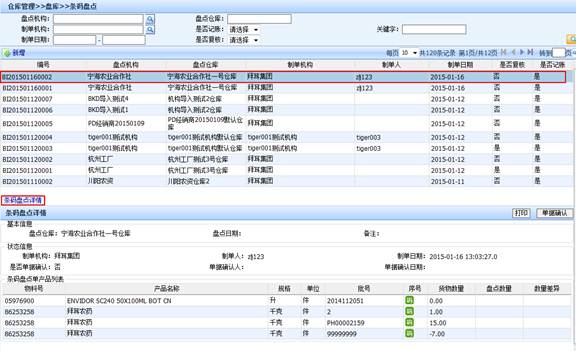 仓库管理>>盘库>>条码盘点
盘点机构： 盘点仓库：
制单机构： 是否记账： 请选择 关键字：
制单日期： - 是否复核： 请选择
新增 每页 10 共120条记录 第1页/共12页 转到 页
编号 盘点机构 盘点仓库 制单机构 制单人 制单日期 是否复核 是否记账
BI201501160002 宁海农业合作社 宁海农业合作社一号仓库 拜耳集团 zj123 2015-01-16 否 是
BI201501160001 宁海农业合作社 宁海农业合作社一号仓库 拜耳集团 zj123 2015-01-16 否 是
BI201501120007 BKD导入测试4 机构导入测试2号仓库 拜耳集团 2015-01-12 否 是
BI201501120006 BKD导入测试1 机构导入测试2号仓库 拜耳集团 2015-01-12 否 是
BI201501120005 PD经销商20150109 PD经销商20150109默认仓库 拜耳集团 2015-01-12 否 是
BI201501120004 tiger001测试机构 tiger001测试机构默认仓库 tiger001测试机构 tiger003 2015-01-12 否 是
BI201501120003 tiger001测试机构 tiger001测试机构默认仓库 tiger001测试机构 tiger003 2015-01-12 是 是
BI201501120002 杭州工厂 杭州工厂测试3号仓库 拜耳集团 2015-01-12 是 是
BI201501120001 杭州工厂 杭州工厂测试3号仓库 拜耳集团 2015-01-12 否 是
BI201501110002 川阳农资 川阳农资仓库2 拜耳集团 2015-01-11 否 是
条码盘点详情
条码盘点详情 打印 单据确认
基本信息
盘点仓库： 宁海农业合作社一号仓库 盘点日期： 备注：
状态信息
制单机构： 拜耳集团 制单人： zj123 制单日期： 2015-01-16 13:03:27.0
是否单据确认： 否 单据确认人： 单据确认日期：
条码盘点单产品列表
物料号 产品名称 规格 单位 批号 序号 货物数量 盘点数量 数量差异
05976900 ENVIDOR SC240 50X100ML BOT CN 升 件 2014112051 码 0.00
86253258 拜耳农药 千克 件 2 码 1.00
86253258 拜耳农药 千克 件 PH00002159 码 15.00
86253258 拜耳农药 千克 件 99999999 码 -7.00